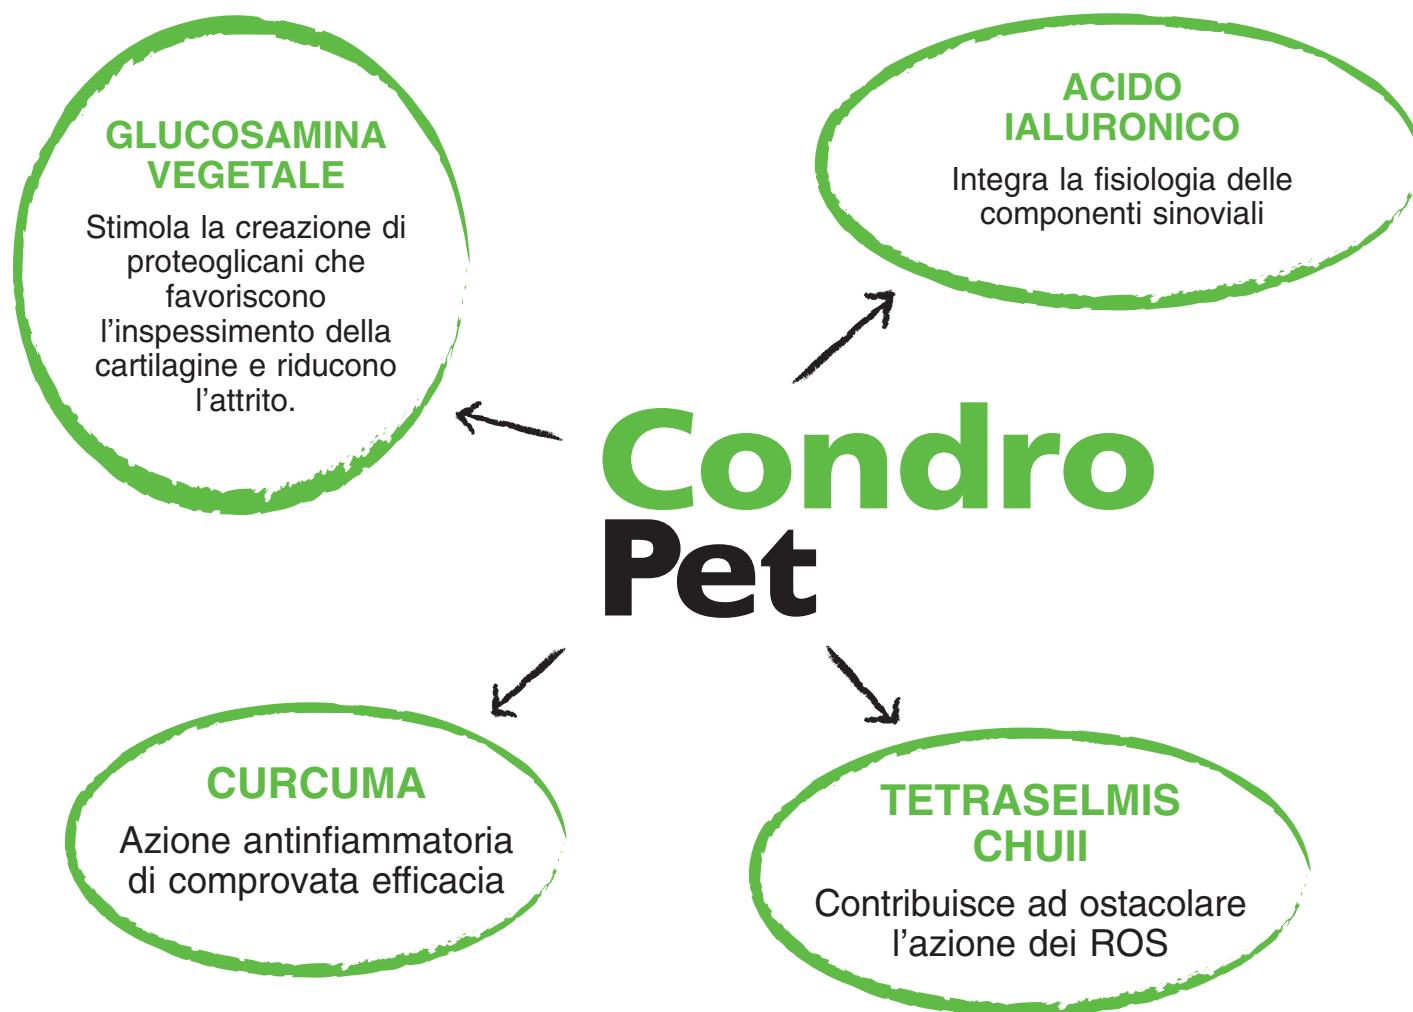 GLUCOSAMINA
VEGETALE
Stimola la creazione di
proteoglicani che
favoriscono
l’inspessimento della
cartilagine e riducono
l’attrito.
ACIDO
IALURONICO
Integra la fisiologia delle
componenti sinoviali
Condro
Pet
CURCUMA
Azione antinfiammatoria
di comprovata efficacia
TETRASELMIS
CHUII
Contribuisce ad ostacolare
l’azione dei ROS